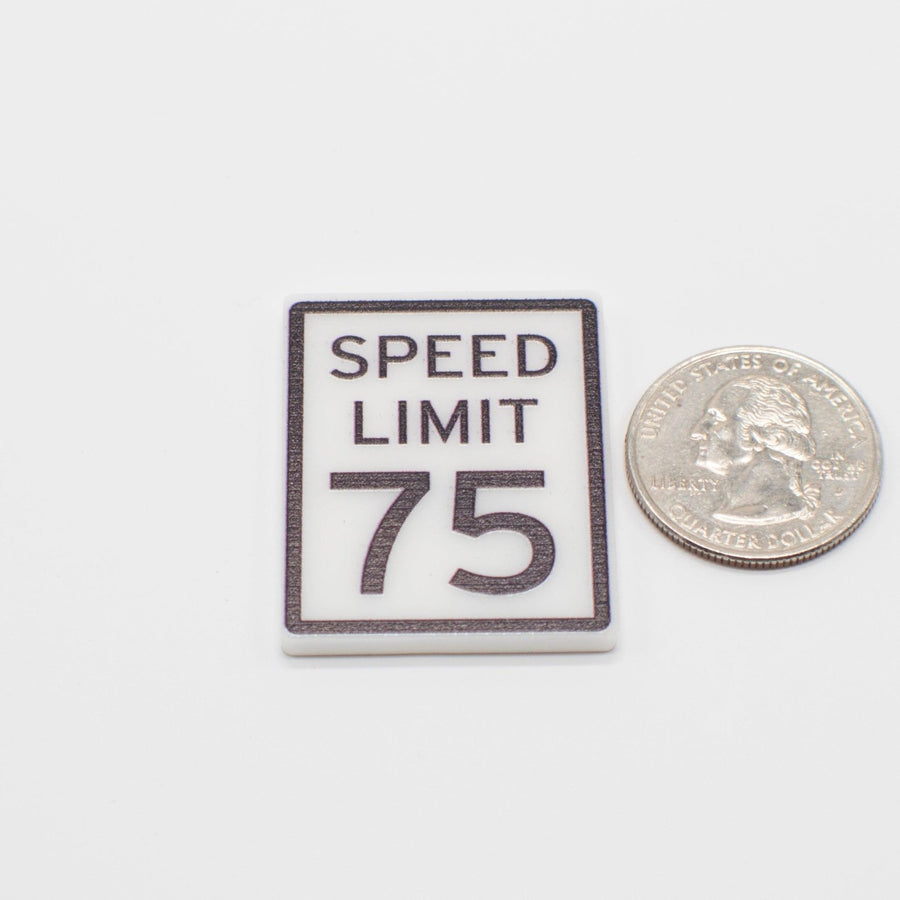 SPEED
LIMIT
75
UNITED STATES OF AMERICA
LIBERTY
IN
GOD WE
TRUST
QUARTER DOLLAR